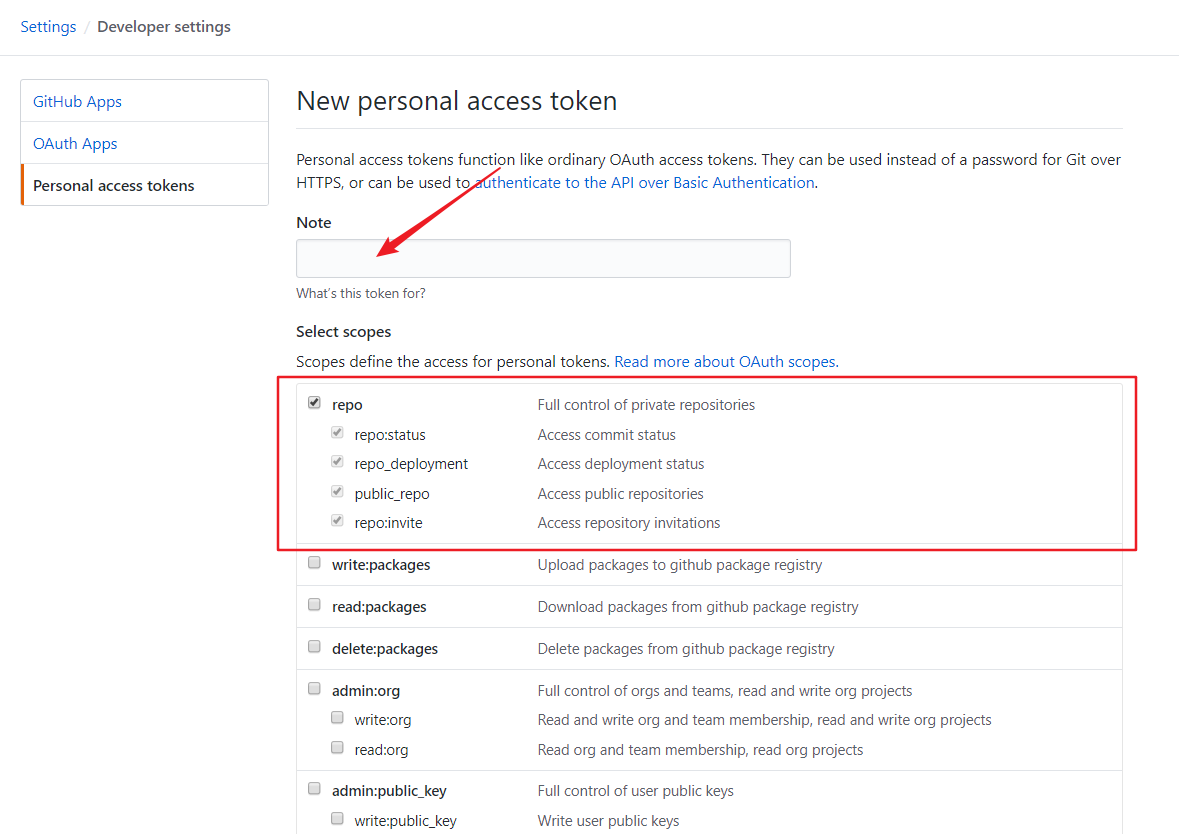 Settings / Developer settings
GitHub Apps
OAuth Apps
Personal access tokens
New personal access token
Personal access tokens function like ordinary OAuth access tokens. They can be used instead of a password for Git over
HTTPS, or can be used to authenticate to the API over Basic Authentication.
Note
What's this token for?
Select scopes
Scopes define the access for personal tokens. Read more about OAuth scopes.
repo Full control of private repositories
repo:status Access commit status
repo_deployment Access deployment status
public_repo Access public repositories
repo:invite Access repository invitations
write:packages Upload packages to github package registry
read:packages Download packages from github package registry
delete:packages Delete packages from github package registry
admin:org Full control of orgs and teams, read and write org projects
write:org Read and write org and team membership, read and write org projects
read:org Read org and team membership, read org projects
admin:public_key Full control of user public keys
write:public_key Write user public keys